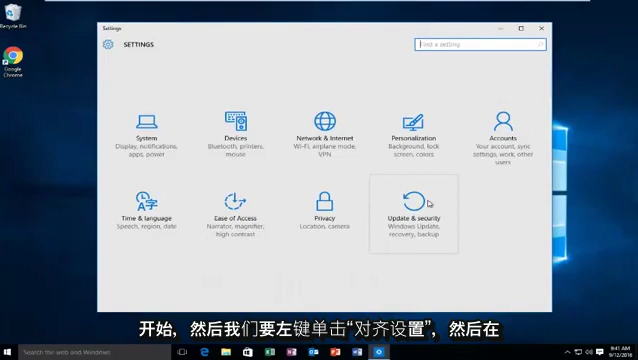 Recycle Bin
Google
Chrome
Settings
SETTINGS
Find a setting
System
Display, notifications,
apps, power
Devices
Bluetooth, printers,
mouse
Network & Internet
Wi-Fi, airplane mode,
VPN
Personalization
Background, lock
screen, colors
Accounts
Your account, sync
settings, work, other
users
Time & language
Speech, region, date
Ease of Access
Narrator, magnifier,
high contrast
Privacy
Location, camera
Update & security
Windows Update,
recovery, backup
开始，然后我们要左键单击“对齐设置”，然后在
Search the web and Windows
9:41 AM
9/12/2016